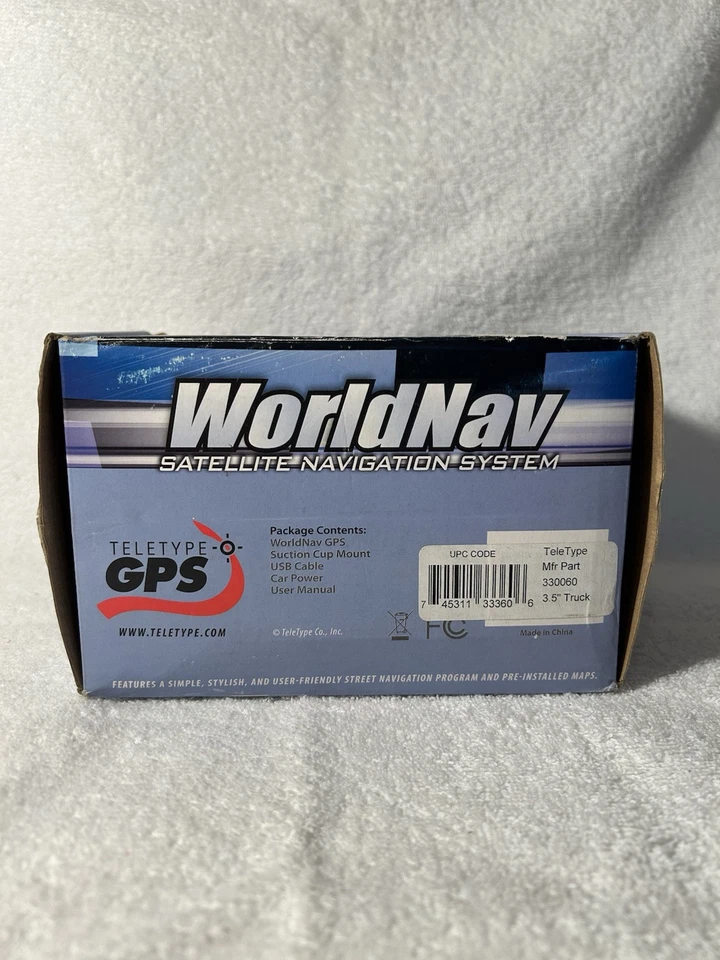 WorldNav
SATELLITE NAVIGATION SYSTEM
TELETYPE
GPS
WWW.TELETYPE.COM
Package Contents:
WorldNav GPS
Suction Cup Mount
USB Cable
Car Power
User Manual
© TeleType Co., Inc.
UPC CODE
7 45311 33360 6
TeleType
Mfr Part
330060
3.5" Truck
FC
Made in China
FEATURES A SIMPLE, STYLISH, AND USER-FRIENDLY STREET NAVIGATION PROGRAM AND PRE-INSTALLED MAPS.